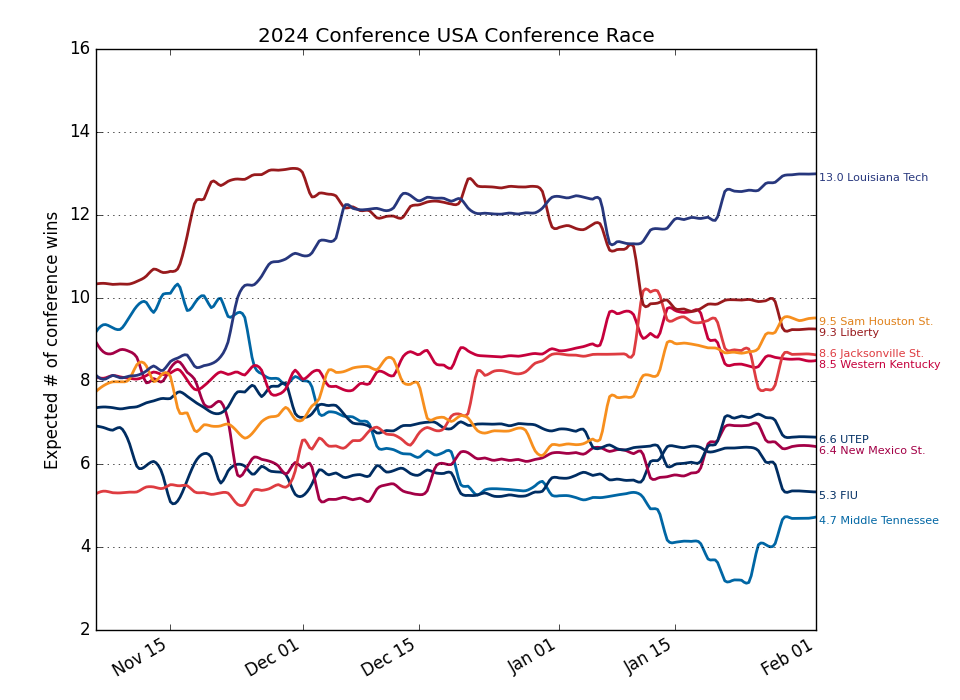 2024 Conference USA Conference Race
Expected # of conference wins
16
14
12
10
8
6
4
2
13.0 Louisiana Tech
9.5 Sam Houston St.
9.3 Liberty
8.6 Jacksonville St.
8.5 Western Kentucky
6.6 UTEP
6.4 New Mexico St.
5.3 FIU
4.7 Middle Tennessee
Nov 15
Dec 01
Dec 15
Jan 01
Jan 15
Feb 01